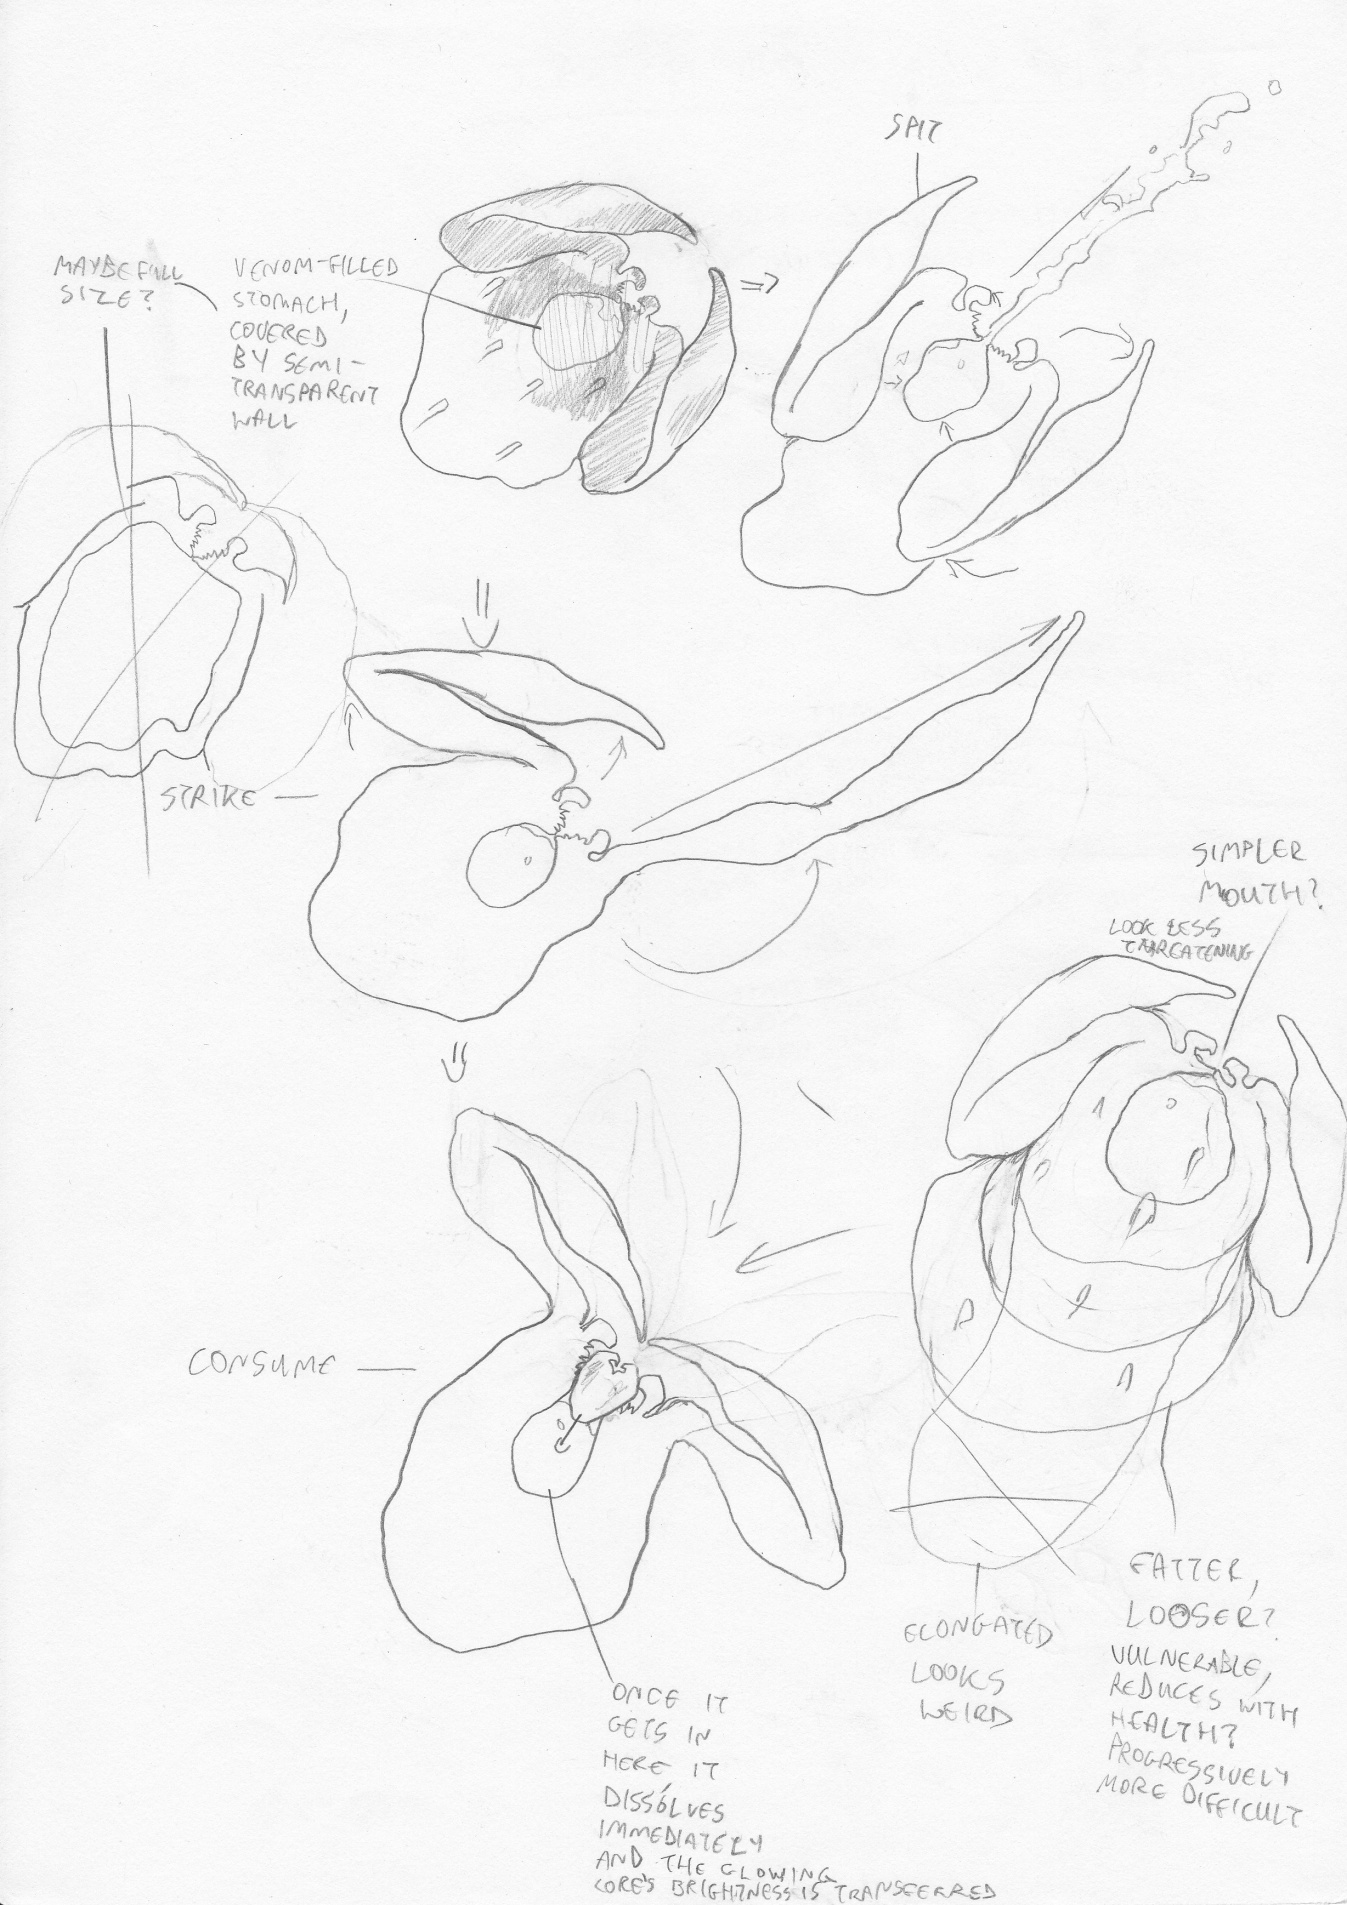 SPIT
MAYBE FULL
SIZE?
VENOM-FILLED
STOMACH,
COVERED
BY SEMI-
TRANSPARENT
WALL
STRIKE
SIMPLER
MOUTH?
LOOK LESS
THREATENING
CONSUME
FATTER,
LOOSER?
VULNERABLE,
REDUCES WITH
HEALTH?
PROGRESSIVELY
MORE DIFFICULT
ELONGATED
LOOKS
WEIRD
ONCE IT
GETS IN
HERE IT
DISSOLVES
IMMEDIATELY
AND THE GLOWING
CORE'S BRIGHTNESS IS TRANSFERRED